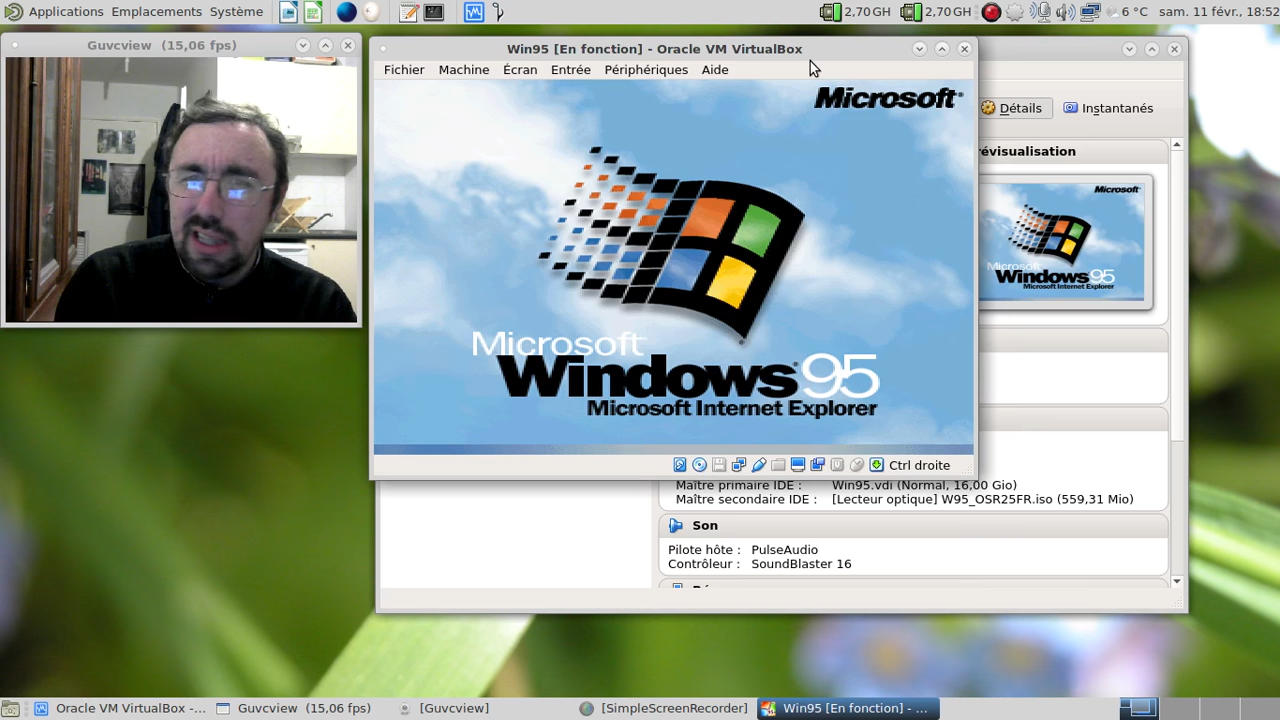 Applications Emplacements Système
2,70 GH 2,70 GH 6 °C sam. 11 févr., 18:52
Guvcview (15,06 fps)
Win95 [En fonction] - Oracle VM VirtualBox
Fichier Machine Écran Entrée Périphériques Aide
Détails Instantanés
Microsoft®
révisualisation
Microsoft
Microsoft
Windows 95
Microsoft Internet Explorer
Microsoft
Windows 95
Microsoft Internet Explorer
Ctrl droite
Maître primaire IDE : Win95.vdi (Normal, 16,00 Gio)
Maître secondaire IDE : [Lecteur optique] W95_OSR25FR.iso (559,31 Mio)
Son
Pilote hôte : PulseAudio
Contrôleur : SoundBlaster 16
Oracle VM VirtualBox -... Guvcview (15,06 fps) [Guvcview] [SimpleScreenRecorder] Win95 [En fonction] - ...